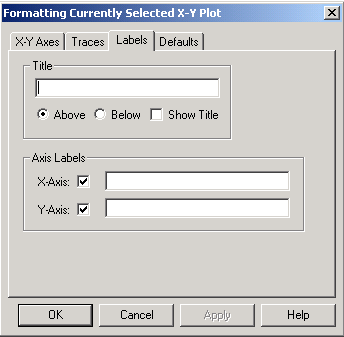 Formatting Currently Selected X-Y Plot
X-Y Axes Traces Labels Defaults
Title
Above Below Show Title
Axis Labels
X-Axis:
Y-Axis:
OK Cancel Apply Help